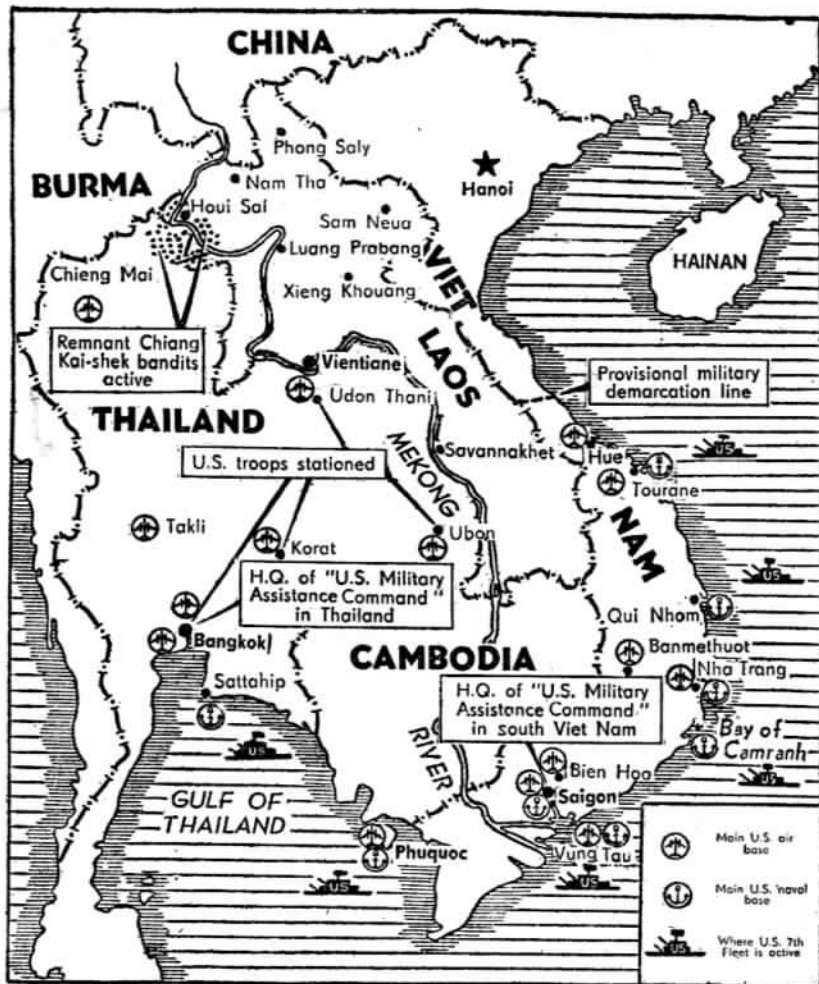 CHINA
Phong Saly
Hanoi
BURMA
Nam Tha
Houi Sai
Sam Neua
HAINAN
Luang Prabang
Chieng Mai
Xieng Khouang
VIET
Remnant Chiang
Kai-shek bandits
active
LAOS
Vientiane
Provisional military
demarcation line
Udon Thani
THAILAND
MEKONG
Savannakhet
Hue
US
U.S. troops stationed
Tourane
Takli
Korat
Ubon
NAM
US
H.Q. of "U.S. Military
Assistance Command"
in Thailand
Qui Nhom
Bangkok
Banmethuot
CAMBODIA
Nha Trang
Sattahip
H.Q. of "U.S. Military
Assistance Command"
in south Viet Nam
Bay of
Camranh
US
RIVER
Bien Hoa
US
GULF OF
THAILAND
Saigon
Phuquoc
Vung Tau
US
US
Main U.S. air
base
Main U.S. naval
base
US
Where U.S. 7th
Fleet is active